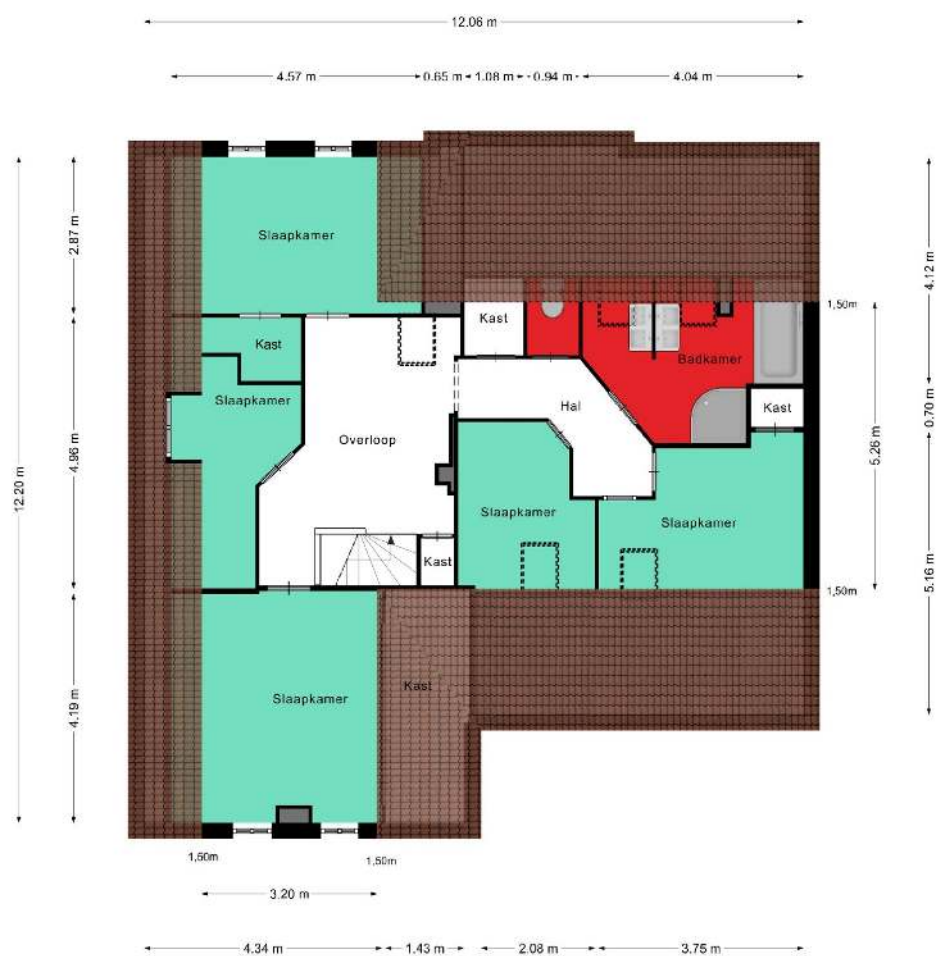 12.06 m
4.57 m
0.65 m
1.08 m
0.94 m
4.04 m
2.87 m
4.12 m
Slaapkamer
1,50m
Kast
Kast
Badkamer
Slaapkamer
Hal
Kast
0.70 m
4.96 m
Overloop
5.26 m
12.20 m
Slaapkamer
Slaapkamer
Kast
5.16 m
1,50m
Slaapkamer
Kast
4.19 m
1,50m
1,50m
3.20 m
4.34 m
1.43 m
2.08 m
3.75 m